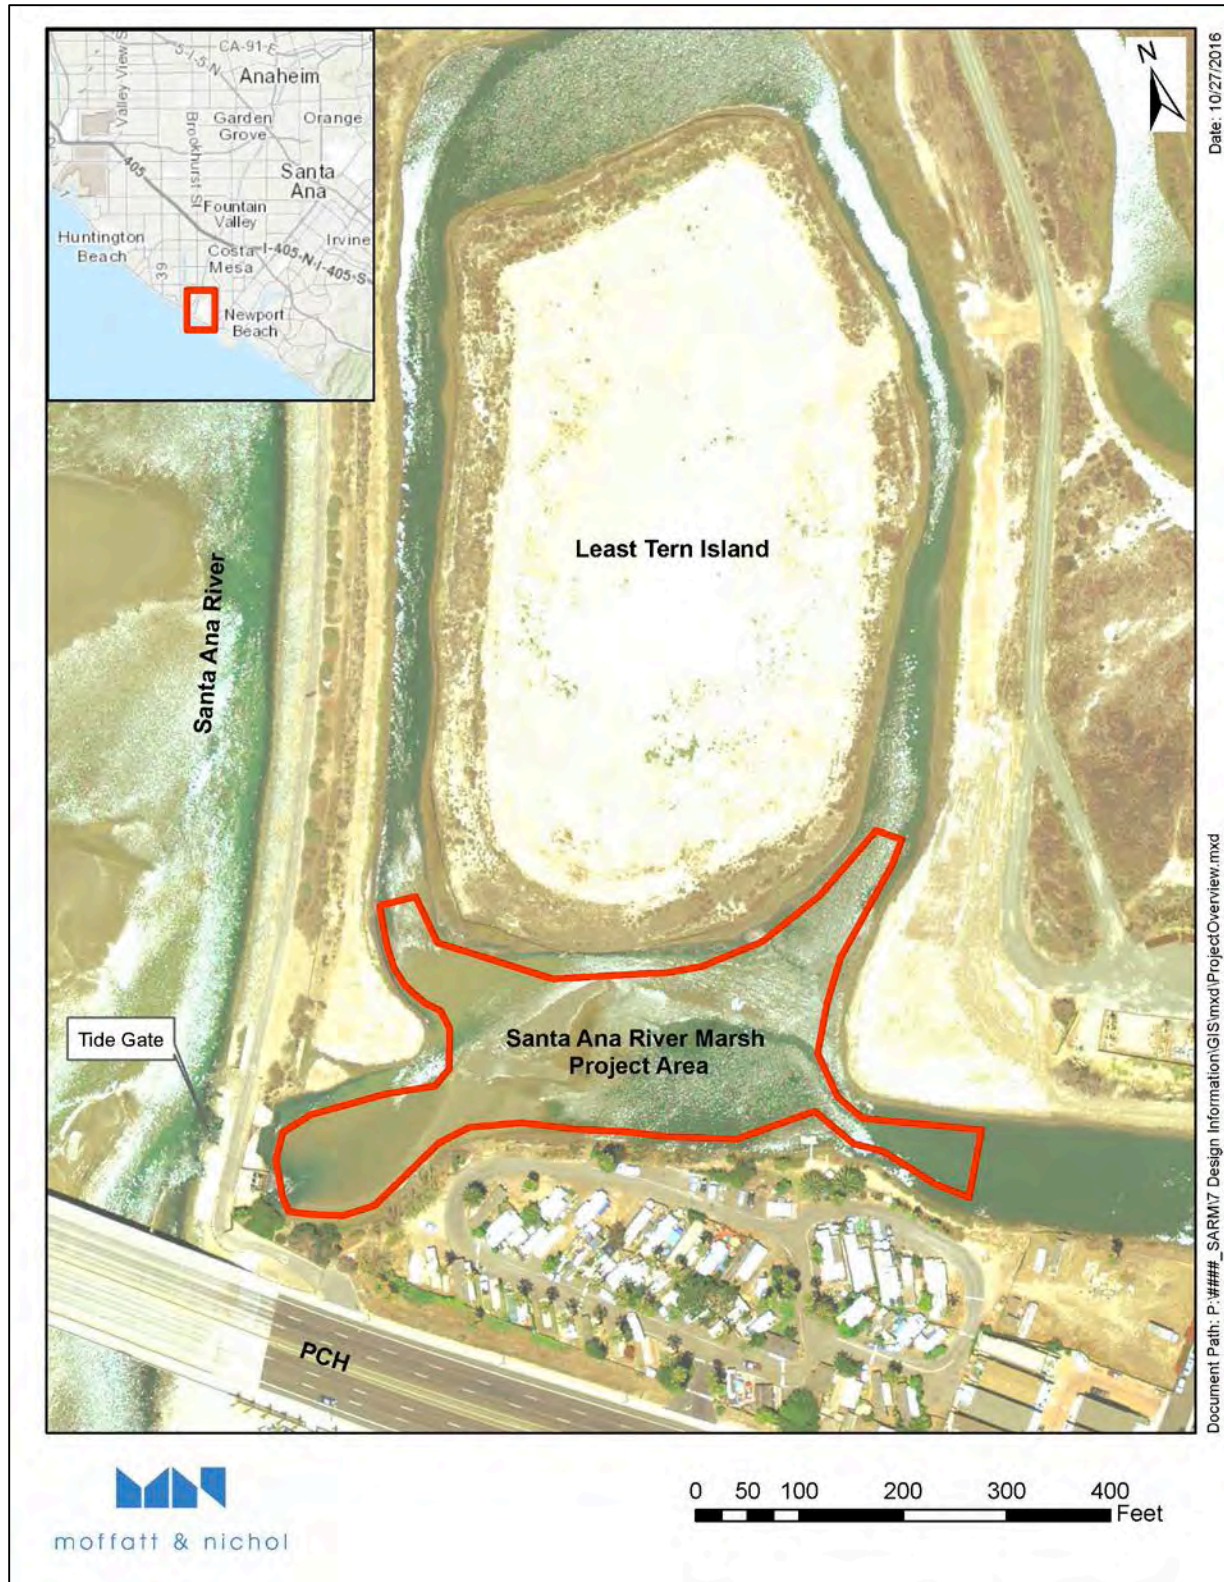 CA-91-E
5-I-5-N
Valley View S
Anaheim
Garden
Grove
Orange
Brookhurst St
405
Santa
Ana
Fountain
Valley
Huntington
Beach
39
Costa
Mesa
I-405-N-I-405-S
Irvine
Newport
Beach
1
N
Date: 10/27/2016
Least Tern Island
Santa Ana River
Tide Gate
Santa Ana River Marsh
Project Area
PCH
Document Path: P:\####_SARM\7 Design Information\GIS\mxd\ProjectOverview.mxd
moffatt & nichol
0 50 100 200 300 400
Feet